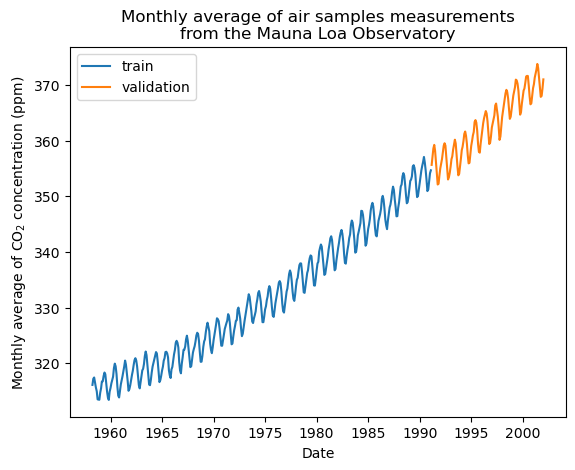 Monthly average of air samples measurements
from the Mauna Loa Observatory
train
validation
Monthly average of CO₂ concentration (ppm)
370
360
350
340
330
320
1960 1965 1970 1975 1980 1985 1990 1995 2000
Date